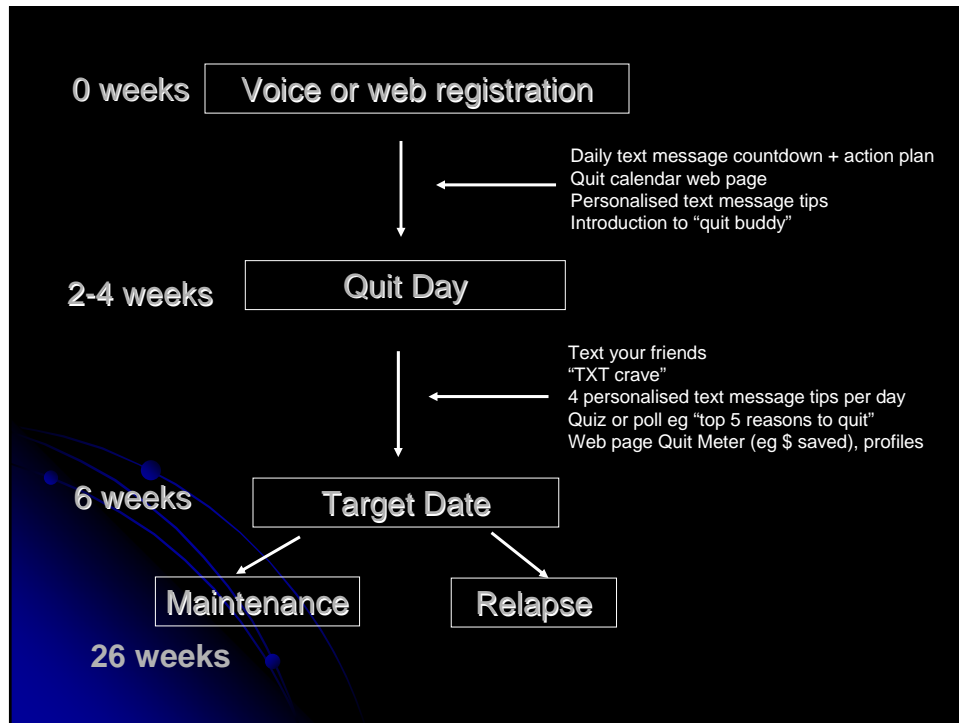 0 weeks
Voice or web registration
Daily text message countdown + action plan
Quit calendar web page
Personalised text message tips
Introduction to “quit buddy”
2-4 weeks
Quit Day
Text your friends
“TXT crave”
4 personalised text message tips per day
Quiz or poll eg “top 5 reasons to quit”
Web page Quit Meter (eg $ saved), profiles
6 weeks
Target Date
Maintenance
Relapse
26 weeks